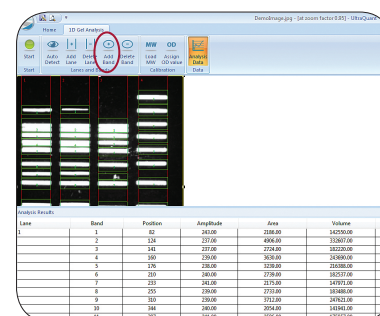 DemoImage.jpg - [at zoom factor 0.85] - UltraQuant
Home 1D Gel Analysis
Start Auto Detect Add Lane Delete Lane Add Band Delete Band Load MW Assign OD value Analysis Data
MW OD
Start Lanes and Bands Calibration Data
Analysis Results
Lane Band Position Amplitude Area Volume
1 1 82 243.00 2186.00 142550.00
2 124 237.00 4906.00 332607.00
3 141 237.00 2724.00 182220.00
4 160 239.00 3630.00 243690.00
5 176 238.00 3239.00 216388.00
6 210 240.00 2739.00 182537.00
7 233 241.00 2175.00 147971.00
8 255 239.00 2733.00 183488.00
9 310 239.00 3712.00 247621.00
10 344 240.00 2054.00 141941.00